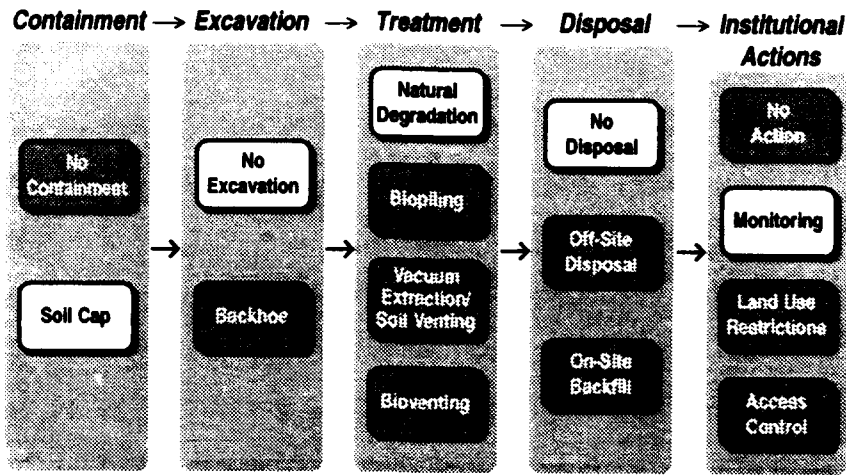 Containment → Excavation → Treatment → Disposal → Institutional Actions
No
Containment
Soil Cap
No
Excavation
Backhoe
Natural
Degradation
Biopiling
Vacuum
Extraction/
Soil Venting
Bioventing
No
Disposal
Off-Site
Disposal
On-Site
Backfill
No
Action
Monitoring
Land Use
Restrictions
Access
Control